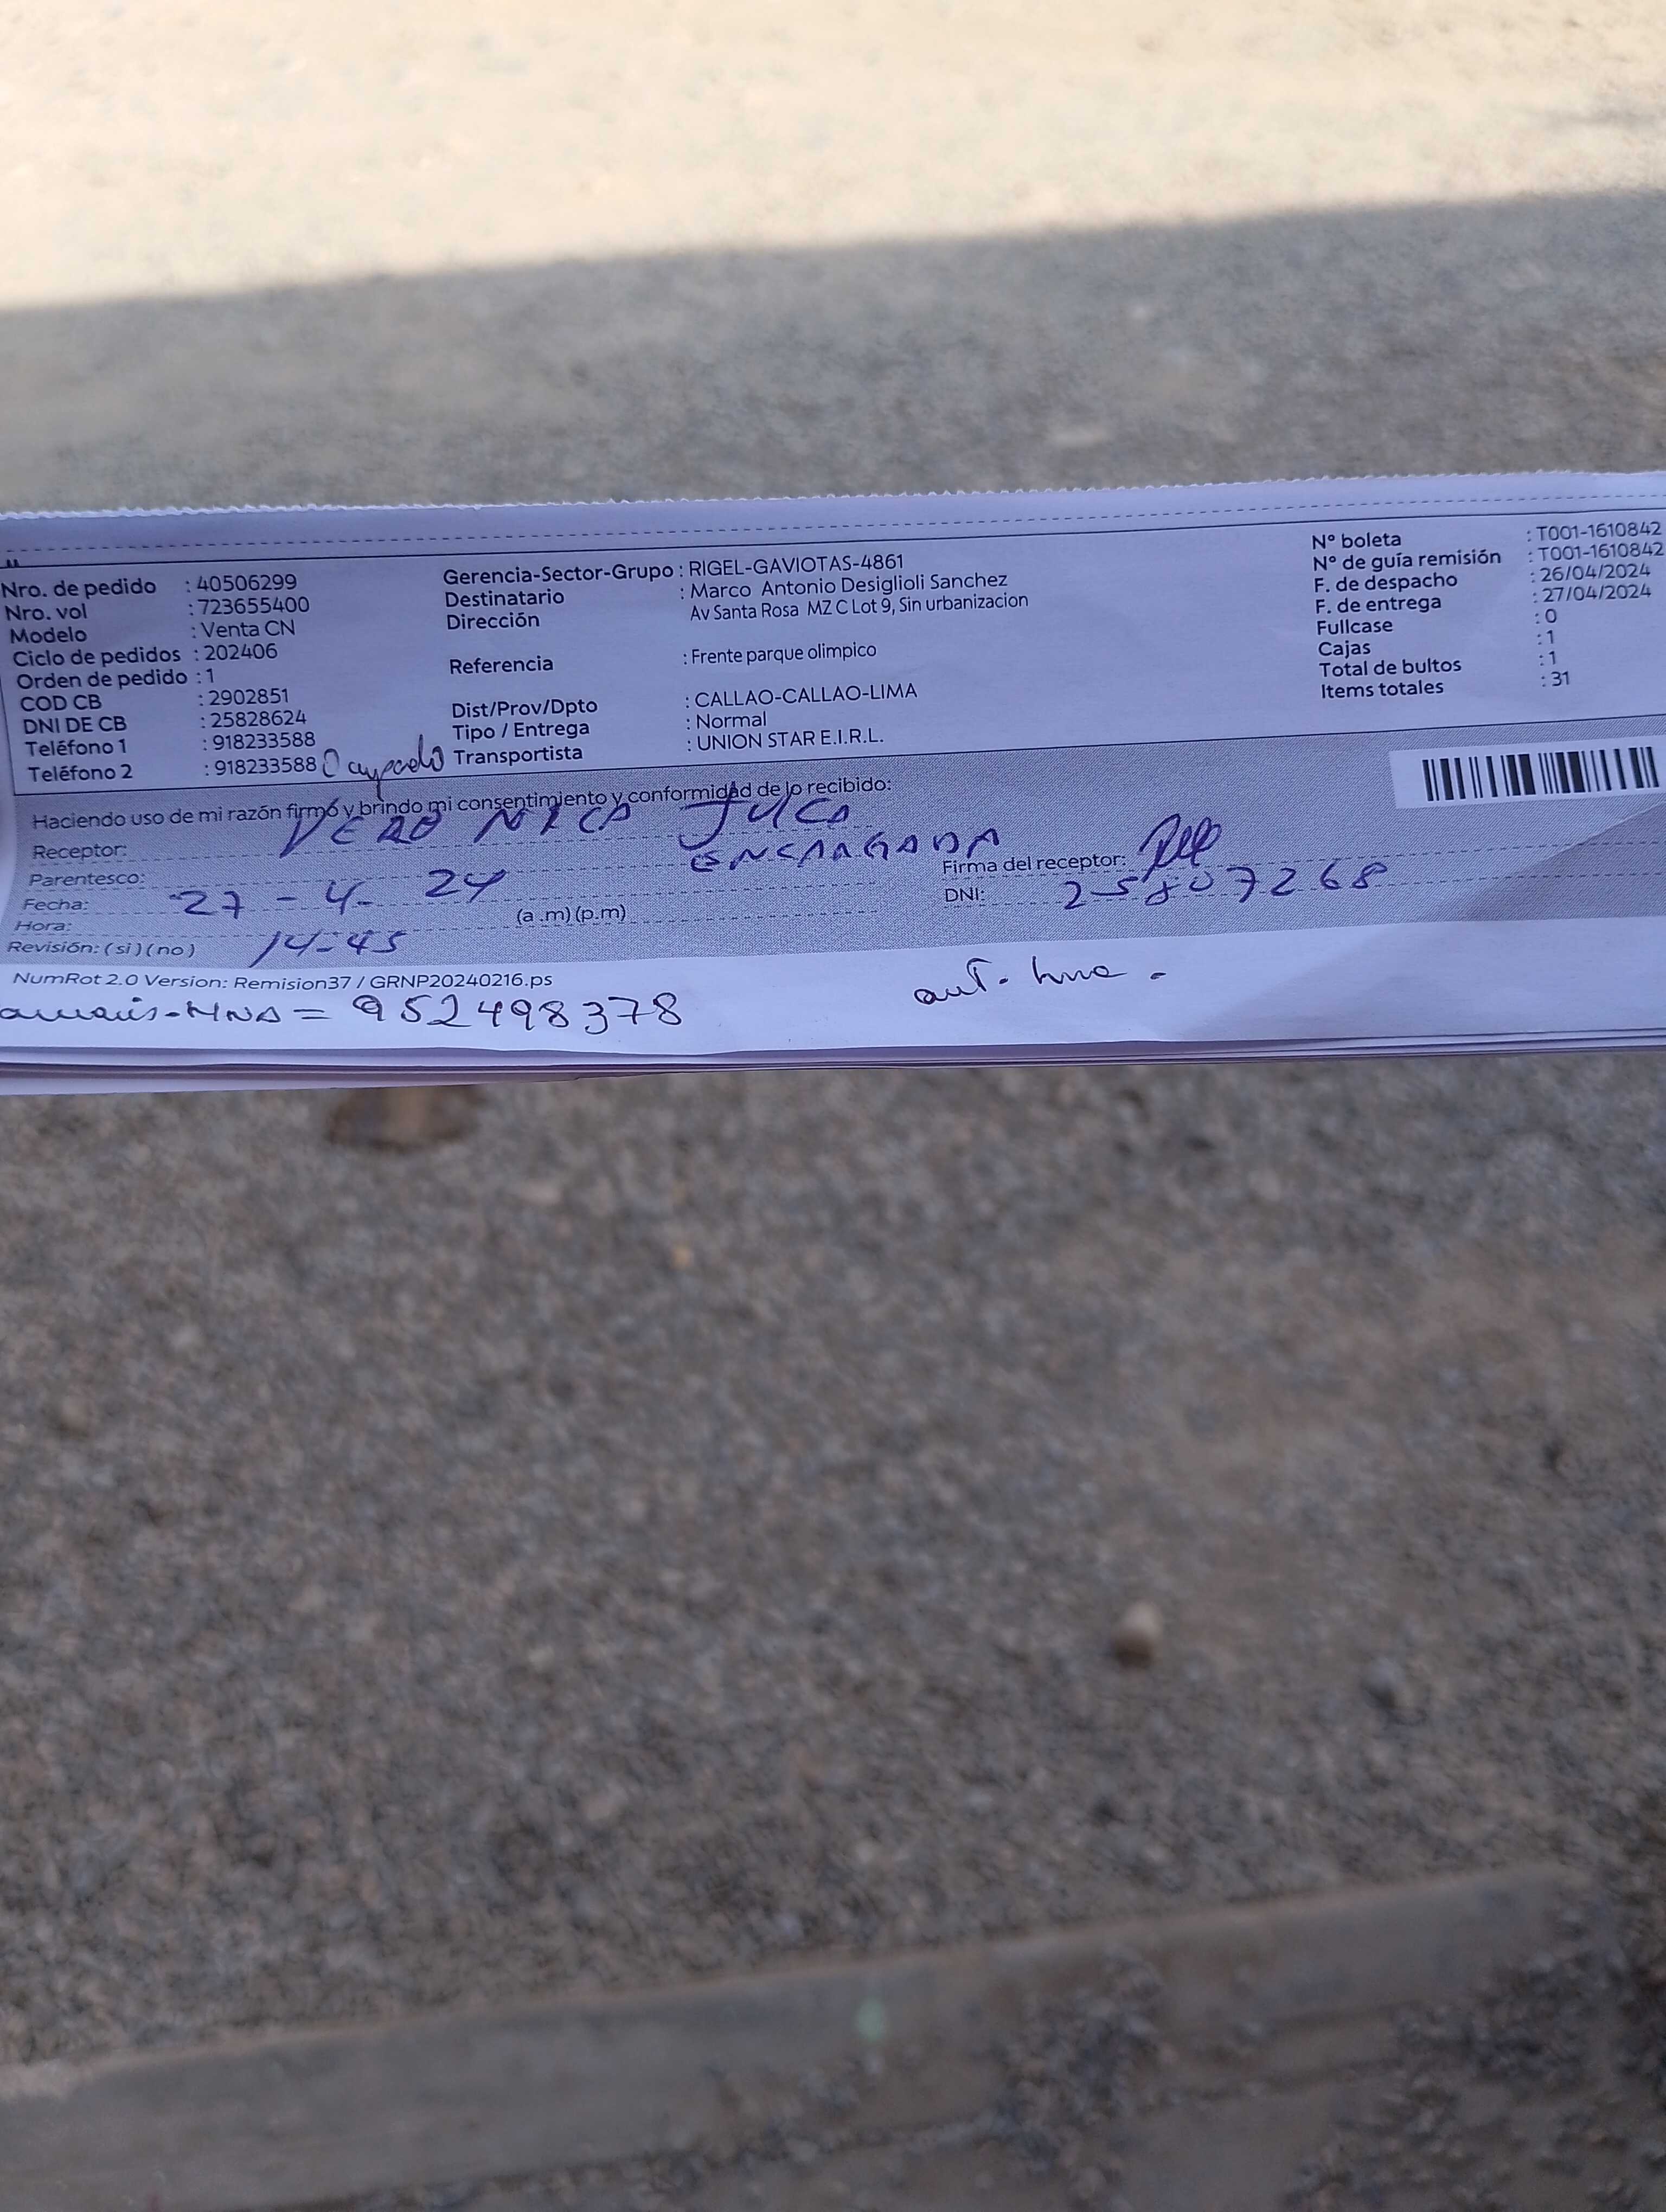 Nro. de pedido : 40506299
Nro. vol : 723655400
Modelo : Venta CN
Ciclo de pedidos : 202406
Orden de pedido : 1
COD CB : 2902851
DNI DE CB : 25828624
Teléfono 1 : 918233588
Teléfono 2 : 918233588 Ocupado
Gerencia-Sector-Grupo : RIGEL-GAVIOTAS-4861
Destinatario : Marco Antonio Desiglioli Sanchez
Dirección Av Santa Rosa MZ C Lot 9, Sin urbanizacion
Referencia : Frente parque olimpico
Dist/Prov/Dpto : CALLAO-CALLAO-LIMA
Tipo / Entrega : Normal
Transportista : UNION STAR E.I.R.L.
N° boleta : T001-1610842
N° de guía remisión : T001-1610842
F. de despacho : 26/04/2024
F. de entrega : 27/04/2024
Fullcase : 0
Cajas : 1
Total de bultos : 1
Items totales : 31
Haciendo uso de mi razón firmó y brindo mi consentimiento y conformidad de lo recibido:
Receptor: VERONICA JULCA
Parentesco: ENCARGADA
Fecha: 27-4-24
Hora: (a.m) (p.m)
Revisión: (si) (no) 14-45
Firma del receptor:
DNI: 25807268
NumRot 2.0 Version: Remision37 / GRNP20240216.ps
= 952498378
aut. hna.